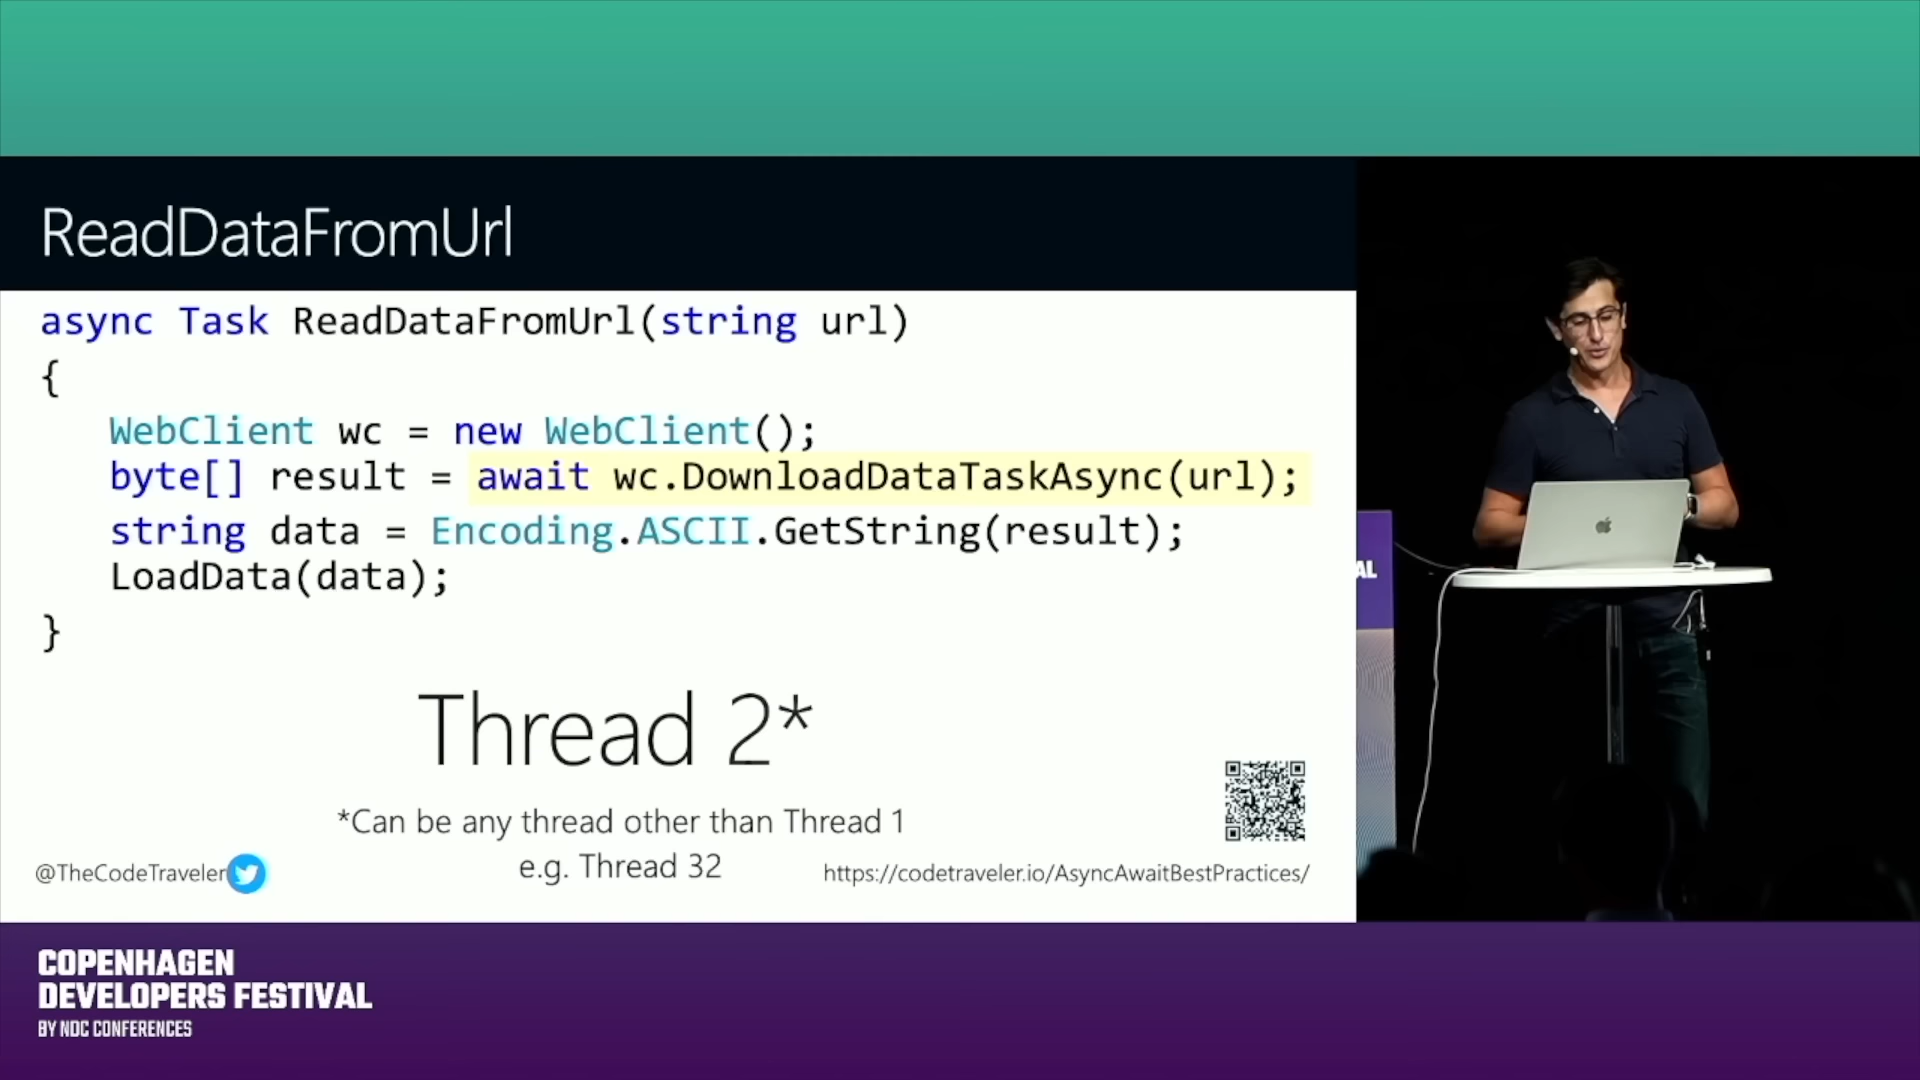 ReadDataFromUrl
async Task ReadDataFromUrl(string url)
{
WebClient wc = new WebClient();
byte[] result = await wc.DownloadDataTaskAsync(url);
string data = Encoding.ASCII.GetString(result);
LoadData(data);
}
Thread 2*
*Can be any thread other than Thread 1
e.g. Thread 32
@TheCodeTraveler
https://codetraveler.io/AsyncAwaitBestPractices/
AL
COPENHAGEN
DEVELOPERS FESTIVAL
BY NDC CONFERENCES